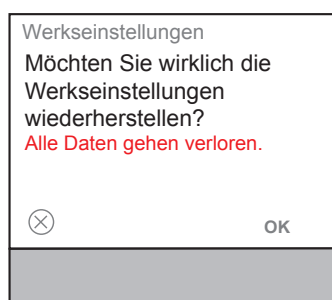 Werkseinstellungen
Möchten Sie wirklich die
Werkseinstellungen
wiederherstellen?
Alle Daten gehen verloren.
OK